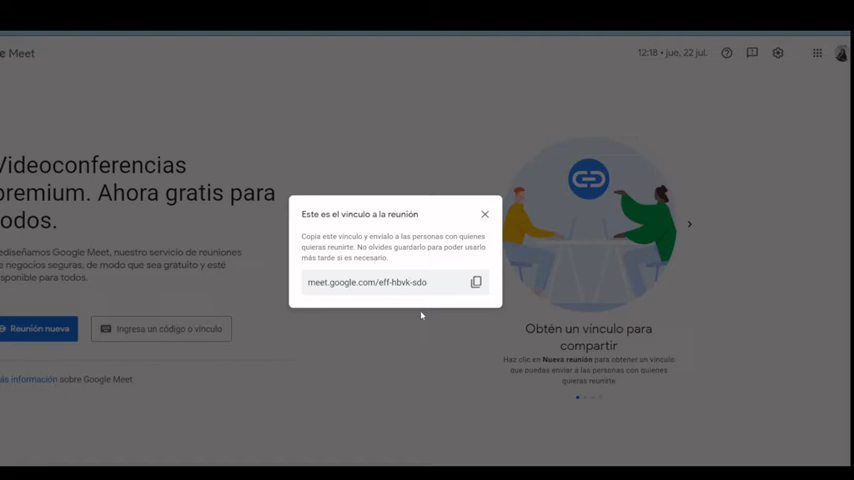 e Meet
12:18 • jue, 22 jul.
Videoconferencias
premium. Ahora gratis para
odos.
ediseñamos Google Meet, nuestro servicio de reuniones
e negocios seguras, de modo que sea gratuito y esté
isponible para todos.
Reunión nueva
Ingresa un código o vínculo
ás información sobre Google Meet
Este es el vínculo a la reunión
Copia este vínculo y envíalo a las personas con quienes
quieras reunirte. No olvides guardarlo para poder usarlo
más tarde si es necesario.
meet.google.com/eff-hbvk-sdo
Obtén un vínculo para
compartir
Haz clic en Nueva reunión para obtener un vínculo
que puedas enviar a las personas con quienes
quieras reunirte.